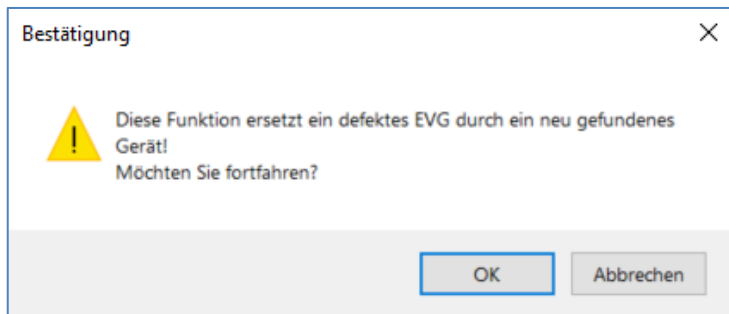 Bestätigung
Diese Funktion ersetzt ein defektes EVG durch ein neu gefundenes
Gerät!
Möchten Sie fortfahren?
OK
Abbrechen